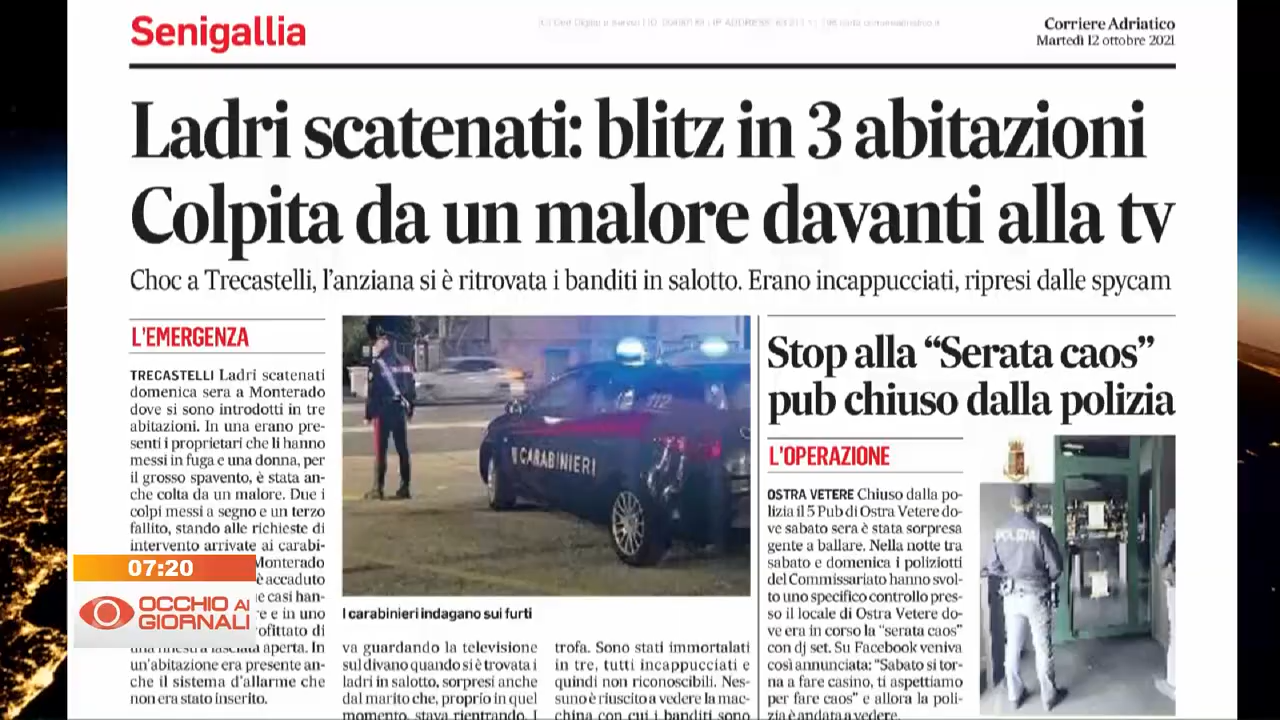 Senigallia
Corriere Adriatico
Martedì 12 ottobre 2021
Ladri scatenati: blitz in 3 abitazioni
Colpita da un malore davanti alla tv
Choc a Trecastelli, l'anziana si è ritrovata i banditi in salotto. Erano incappucciati, ripresi dalle spycam
L'EMERGENZA
TRECASTELLI Ladri scatenati
domenica sera a Monterado
dove si sono introdotti in tre
abitazioni. In una erano pre-
senti i proprietari che li hanno
messi in fuga e una donna, per
il grosso spavento, è stata an-
che colta da un malore. Due i
colpi messi a segno e un terzo
fallito, stando alle richieste di
intervento arrivate ai carabi-
Monterado
è accaduto
casi han-
e in uno
di
aperta. In
un'abitazione era presente an-
che il sistema d'allarme che
non era stato inserito.
07:20
OCCHIO AI
GIORNALI
112
CARABINIERI
I carabinieri indagano sui furti
va guardando la televisione
sul divano quando si è trovata i
ladri in salotto, sorpresi anche
dal marito che, proprio in quel
momento, stava rientrando. I
trofa. Sono stati immortalati
in tre, tutti incappucciati e
quindi non riconoscibili. Nes-
suno è riuscito a vedere la mac-
china con cui i banditi sono
Stop alla “Serata caos”
pub chiuso dalla polizia
L'OPERAZIONE
OSTRA VETERE Chiuso dalla po-
lizia il 5 Pub di Ostra Vetere do-
ve sabato sera è stata sorpresa
gente a ballare. Nella notte tra
sabato e domenica i poliziotti
del Commissariato hanno svol-
to uno specifico controllo pres-
so il locale di Ostra Vetere do-
ve era in corso la “serata caos”
con dj set. Su Facebook veniva
così annunciata: “Sabato si tor-
na a fare casino, ti aspettiamo
per fare caos” e allora la poli-
zia è andata a vedere.
POLIZIA